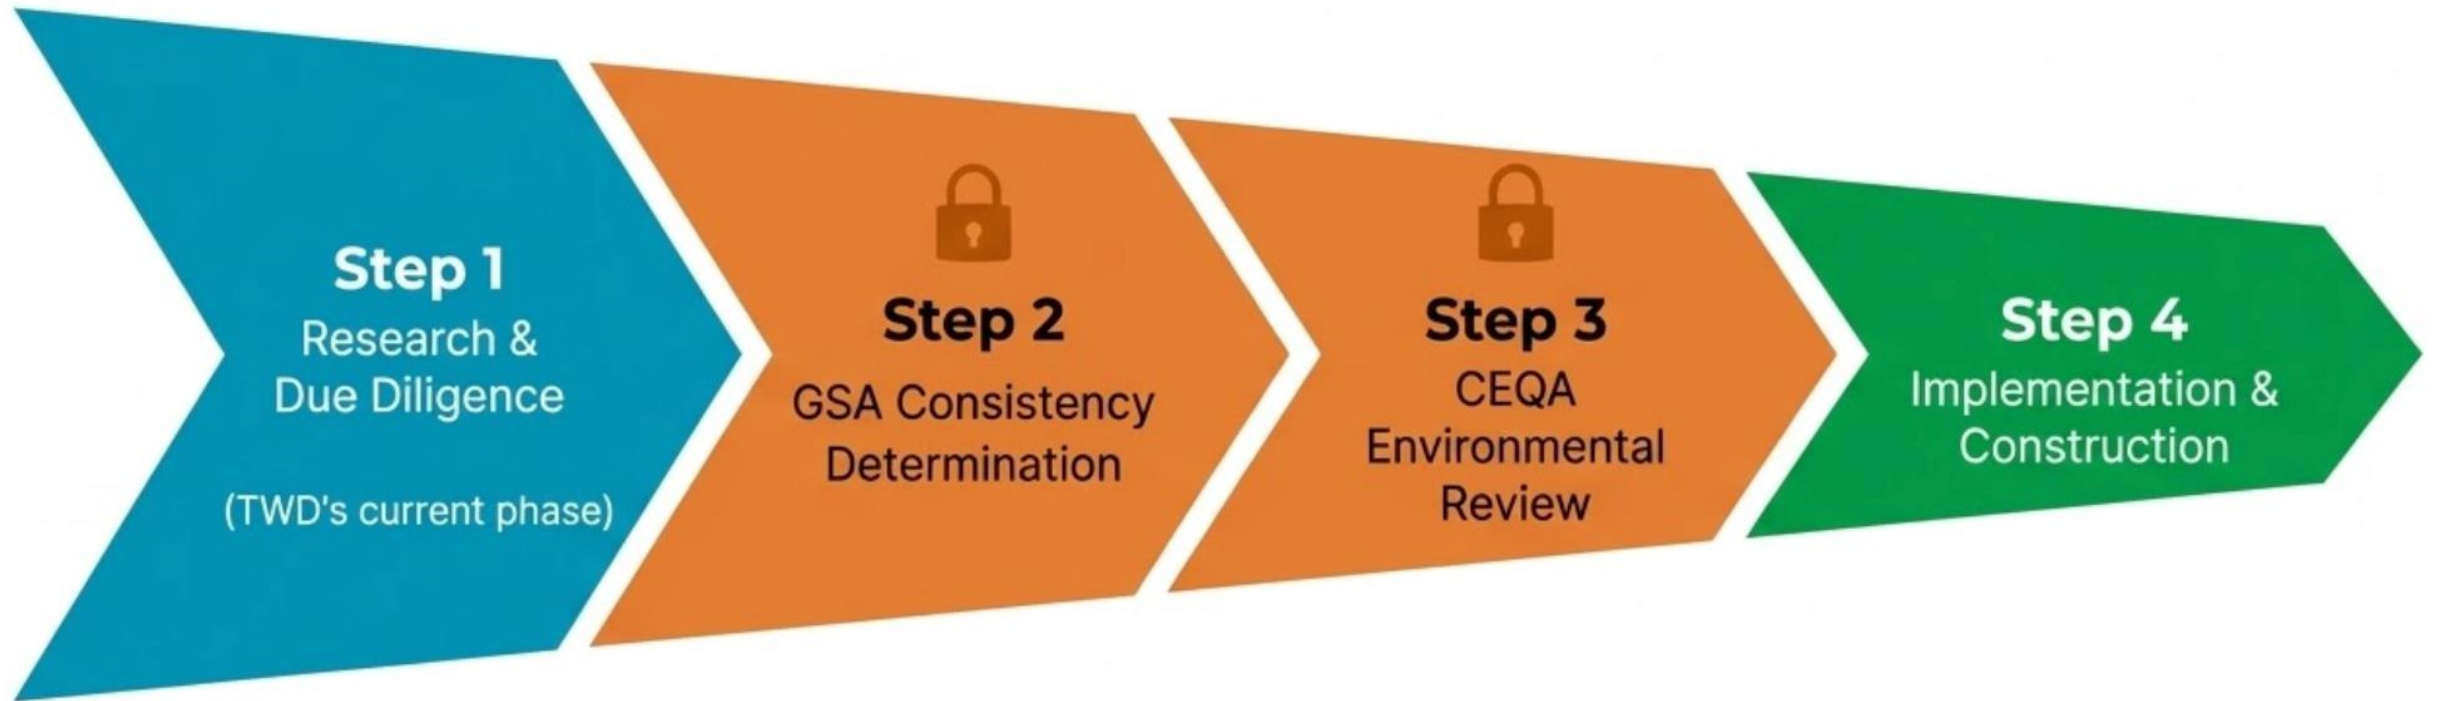 Step 1
Research &
Due Diligence
(TWD's current phase)
Step 2
GSA Consistency
Determination
Step 3
CEQA
Environmental
Review
Step 4
Implementation &
Construction